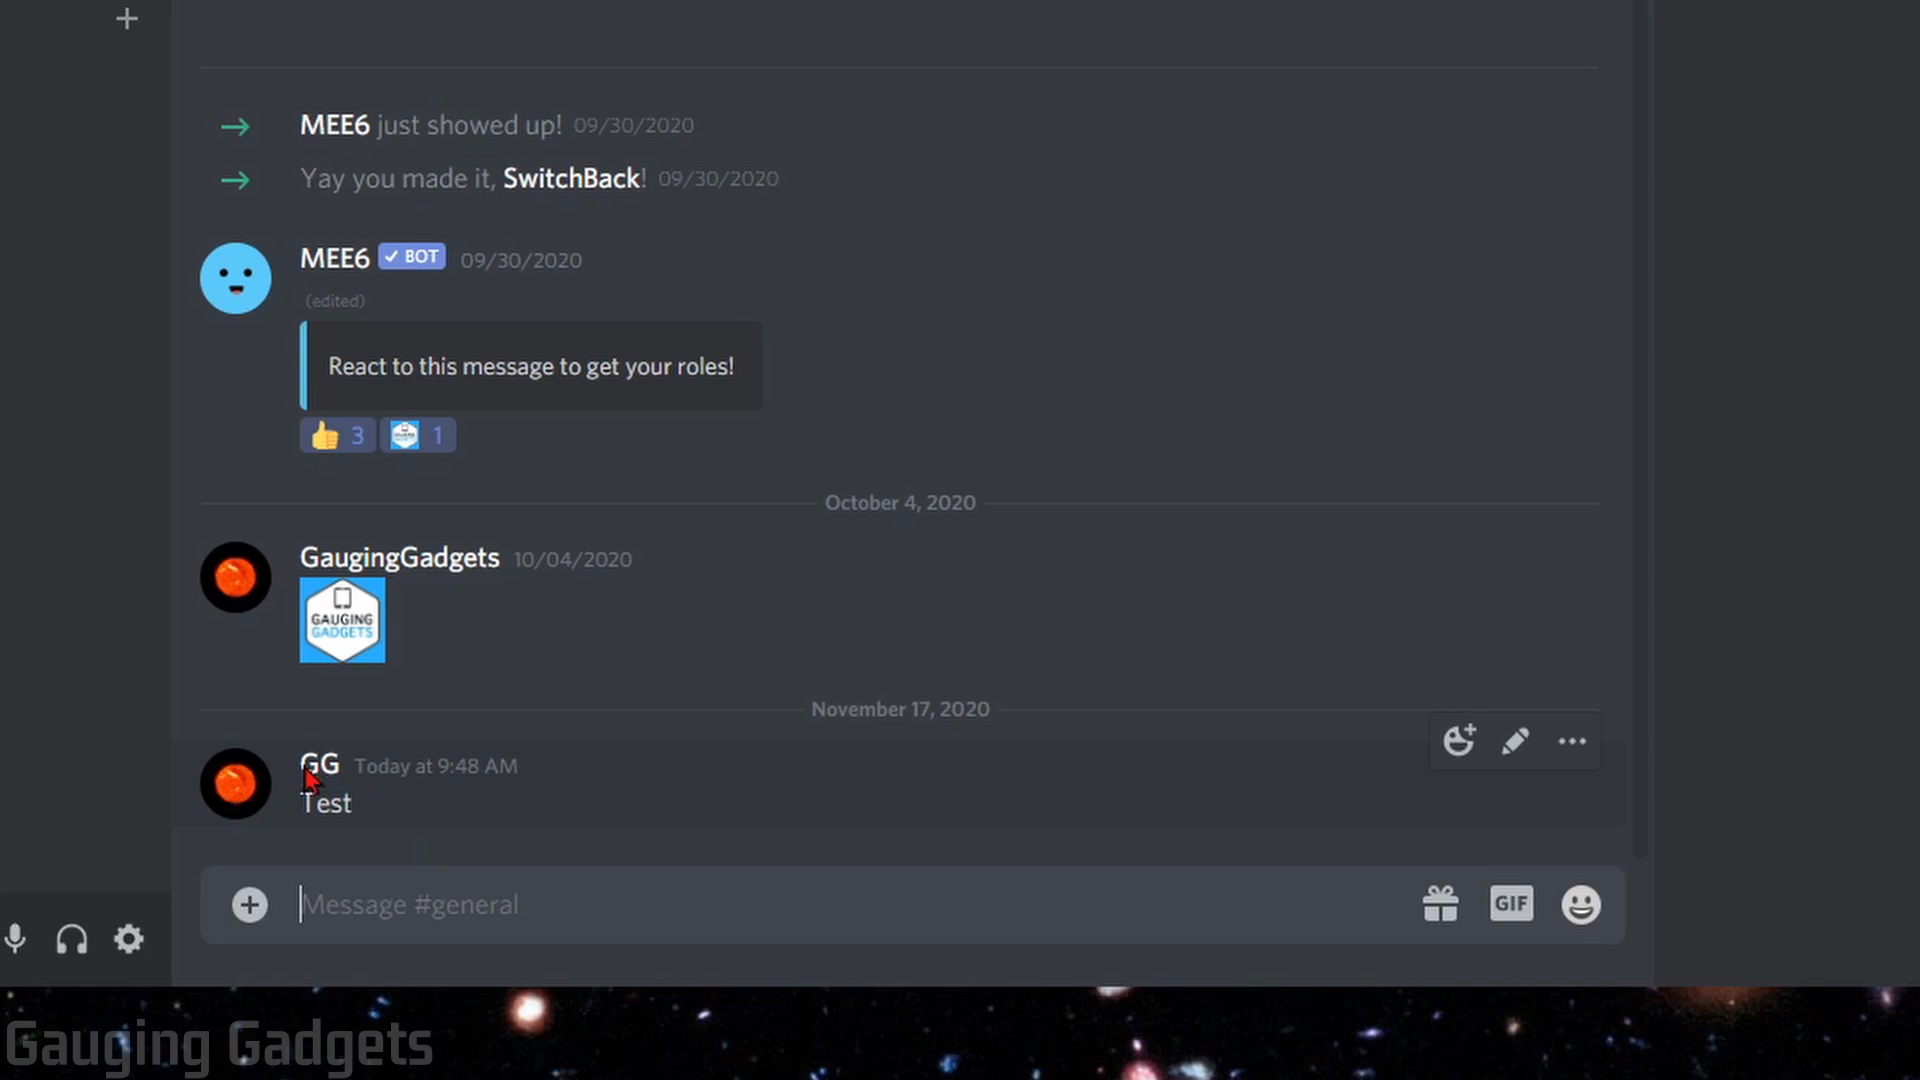 MEE6 just showed up! 09/30/2020
Yay you made it, SwitchBack! 09/30/2020
MEE6 ✓ BOT 09/30/2020
(edited)
React to this message to get your roles!
3 1
October 4, 2020
GaugingGadgets 10/04/2020
GAUGING
GADGETS
November 17, 2020
GG Today at 9:48 AM
Test
Message #general
GIF
Gauging Gadgets